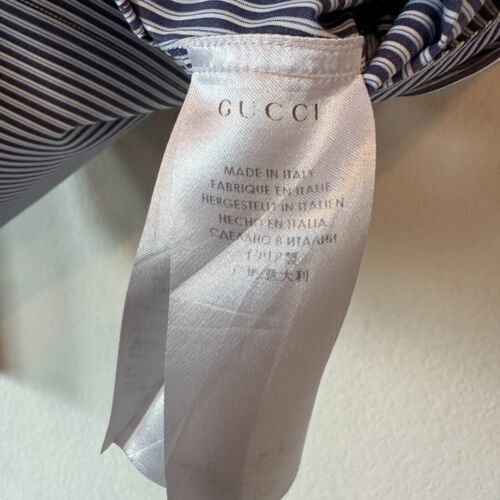 GUCCI
MADE IN ITALY
FABRIQUE EN ITALIE
HERGESTELLT IN ITALIEN
HECHO EN ITALIA
СДЕЛАНО В ИТАЛИИ
イタリア製
意大利